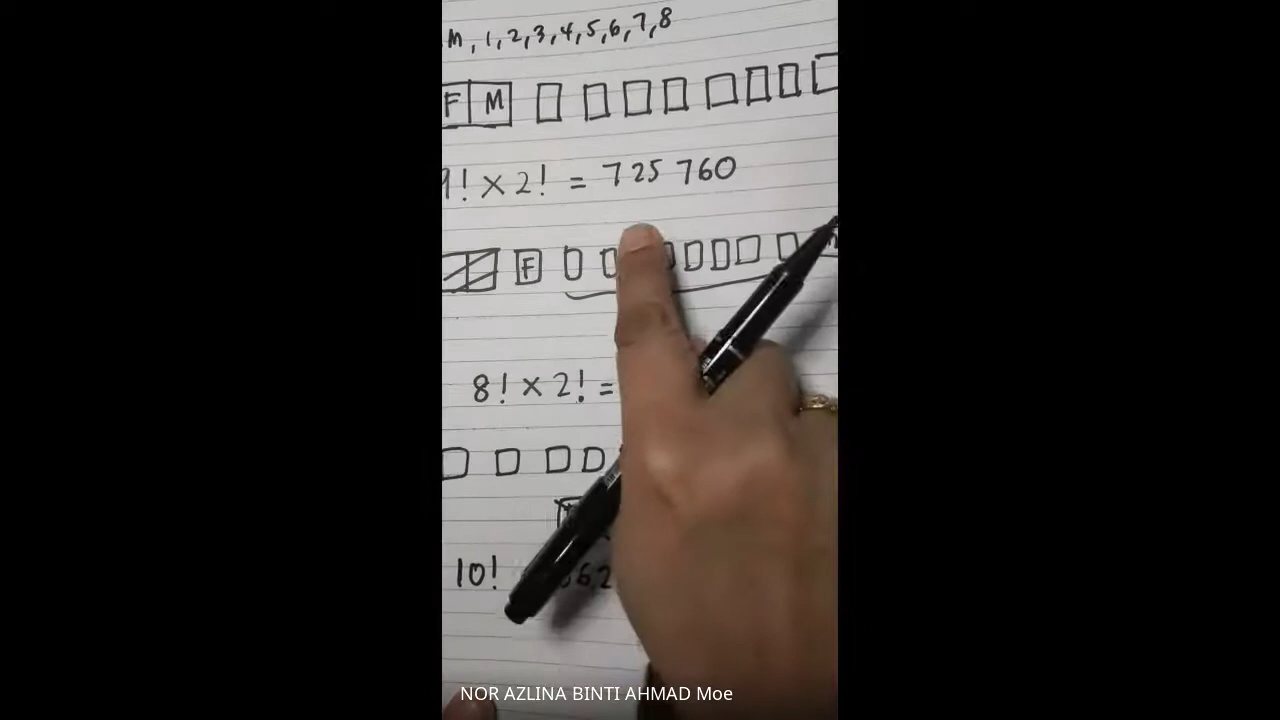 M, 1, 2, 3, 4, 5, 6, 7, 8
F M
9! × 2! = 725 760
F
8! × 2! =
10!
NOR AZLINA BINTI AHMAD Moe